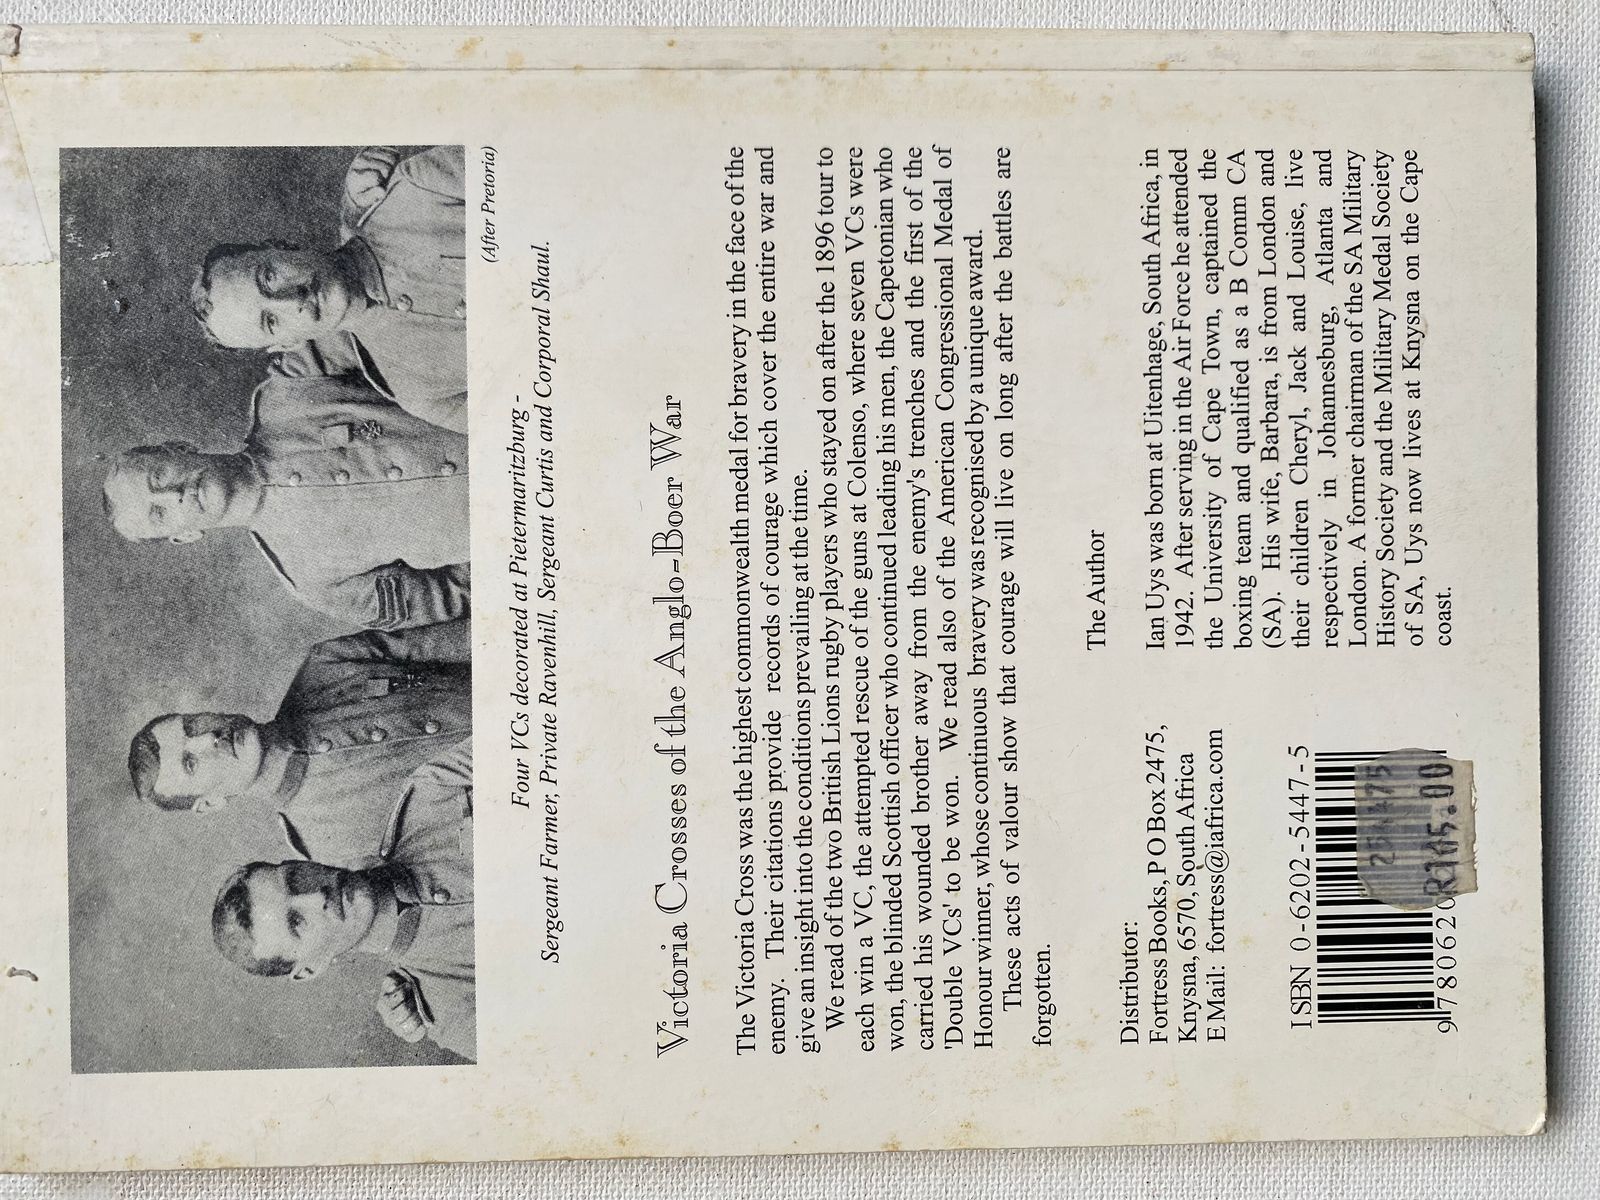 (After Pretoria)
Four VCs decorated at Pietermaritzburg -
Sergeant Farmer, Private Ravenhill, Sergeant Curtis and Corporal Shaul.
Victoria Crosses of the Anglo-Boer War
The Victoria Cross was the highest commonwealth medal for bravery in the face of the
enemy. Their citations provide records of courage which cover the entire war and
give an insight into the conditions prevailing at the time.
We read of the two British Lions rugby players who stayed on after the 1896 tour to
each win a VC, the attempted rescue of the guns at Colenso, where seven VCs were
won, the blinded Scottish officer who continued leading his men, the Capetonian who
carried his wounded brother away from the enemy's trenches and the first of the
'Double VCs' to be won. We read also of the American Congressional Medal of
Honour winner, whose continuous bravery was recognised by a unique award.
These acts of valour show that courage will live on long after the battles are
forgotten.
Distributor:
Fortress Books, P O Box 2475,
Knysna, 6570, South Africa
E Mail: fortress@iafrica.com
ISBN 0-6202-5447-5
9 780620
R105.00
The Author
Ian Uys was born at Uitenhage, South Africa, in
1942. After serving in the Air Force he attended
the University of Cape Town, captained the
boxing team and qualified as a B Comm CA
(SA). His wife, Barbara, is from London and
their children Cheryl, Jack and Louise, live
respectively in Johannesburg, Atlanta and
London. A former chairman of the SA Military
History Society and the Military Medal Society
of SA, Uys now lives at Knysna on the Cape
coast.